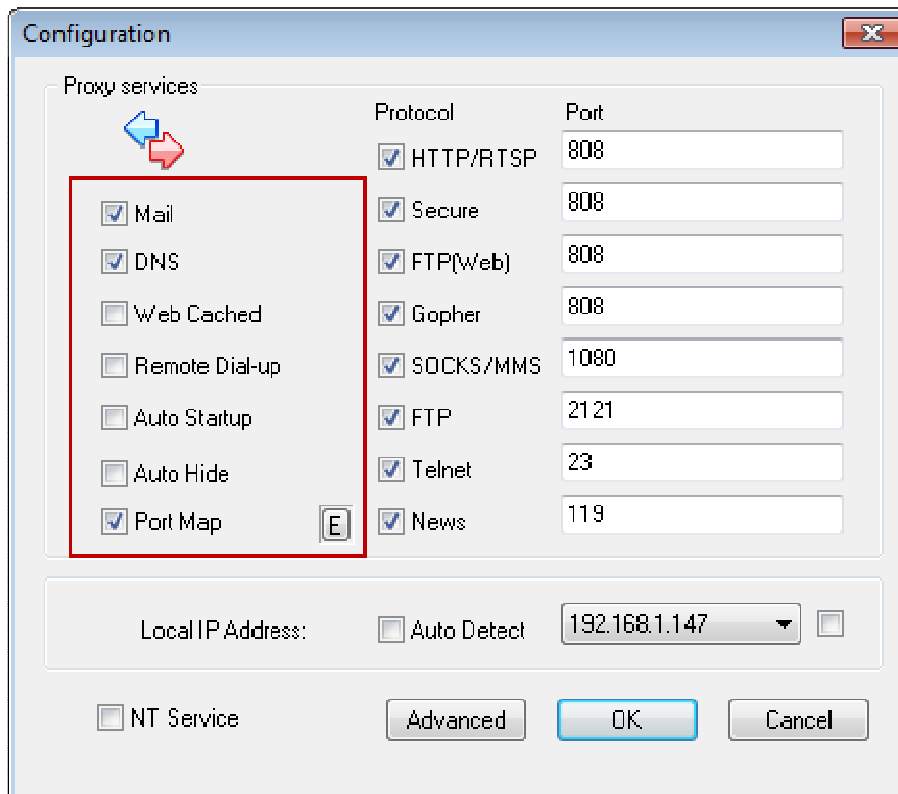 Configuration
Proxy services
Protocol Port
HTTP/RTSP 808
Mail Secure 808
DNS FTP(Web) 808
Web Cached Gopher 808
Remote Dial-up SOCKS/MMS 1080
Auto Startup FTP 2121
Auto Hide Telnet 23
Port Map E News 119
Local IP Address: Auto Detect 192.168.1.147
NT Service Advanced OK Cancel